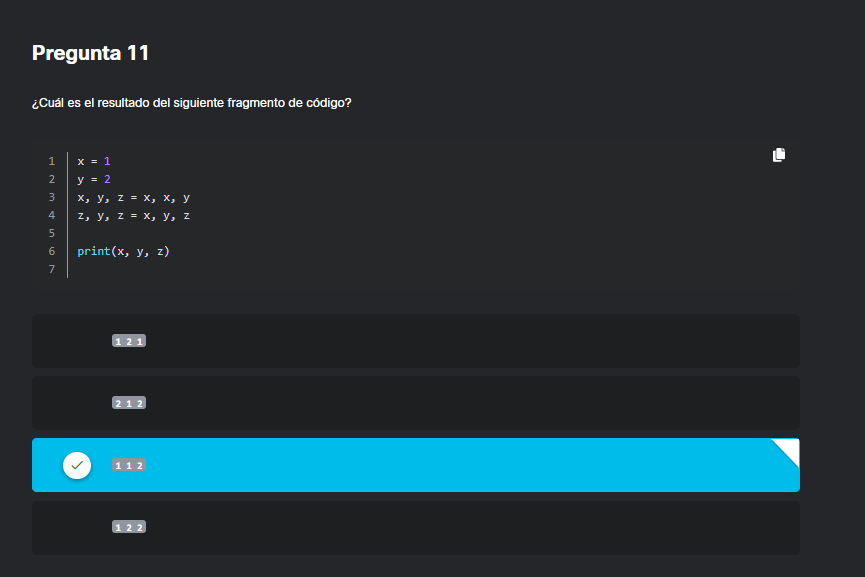 Pregunta 11
¿Cuál es el resultado del siguiente fragmento de código?
1 x = 1
2 y = 2
3 x, y, z = x, x, y
4 z, y, z = x, y, z
5
6 print(x, y, z)
7
1 2 1
2 1 2
1 1 2
1 2 2